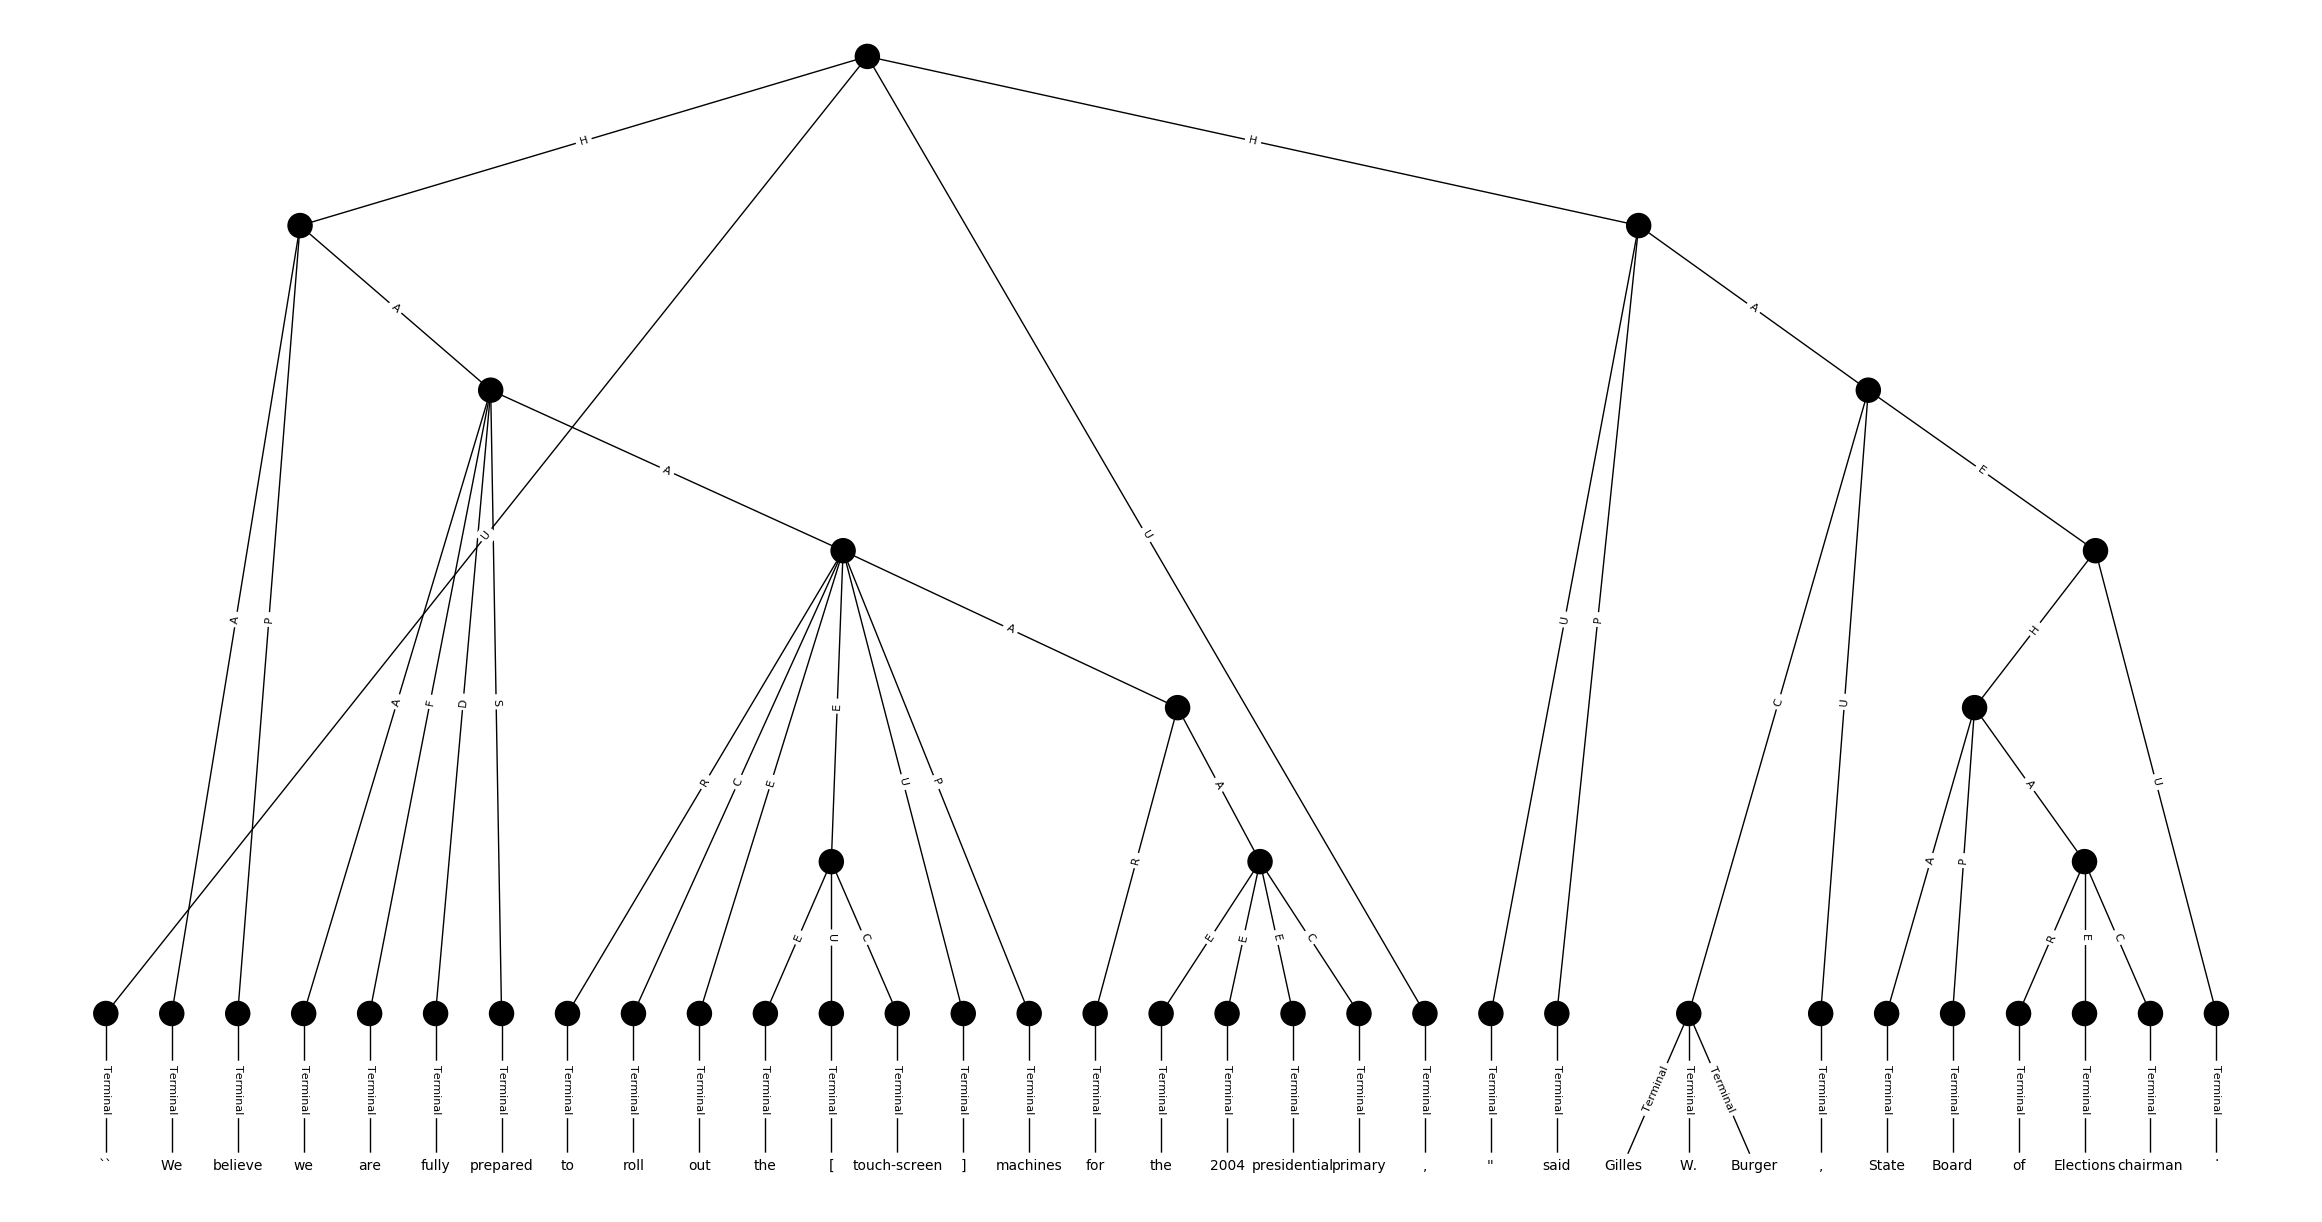 H H
A A
A E
U U
A P U P H
A F D S E C U A
R C E U P A U
R A P
E U C E E E C R E C
Terminal Terminal Terminal Terminal Terminal Terminal Terminal Terminal Terminal Terminal Terminal Terminal Terminal Terminal Terminal Terminal Terminal Terminal Terminal Terminal Terminal Terminal Terminal Terminal Terminal Terminal Terminal Terminal Terminal Terminal Terminal Terminal Terminal
`` We believe we are fully prepared to roll out the [ touch-screen ] machines for the 2004 presidential primary , " said Gilles W. Burger , State Board of Elections chairman .